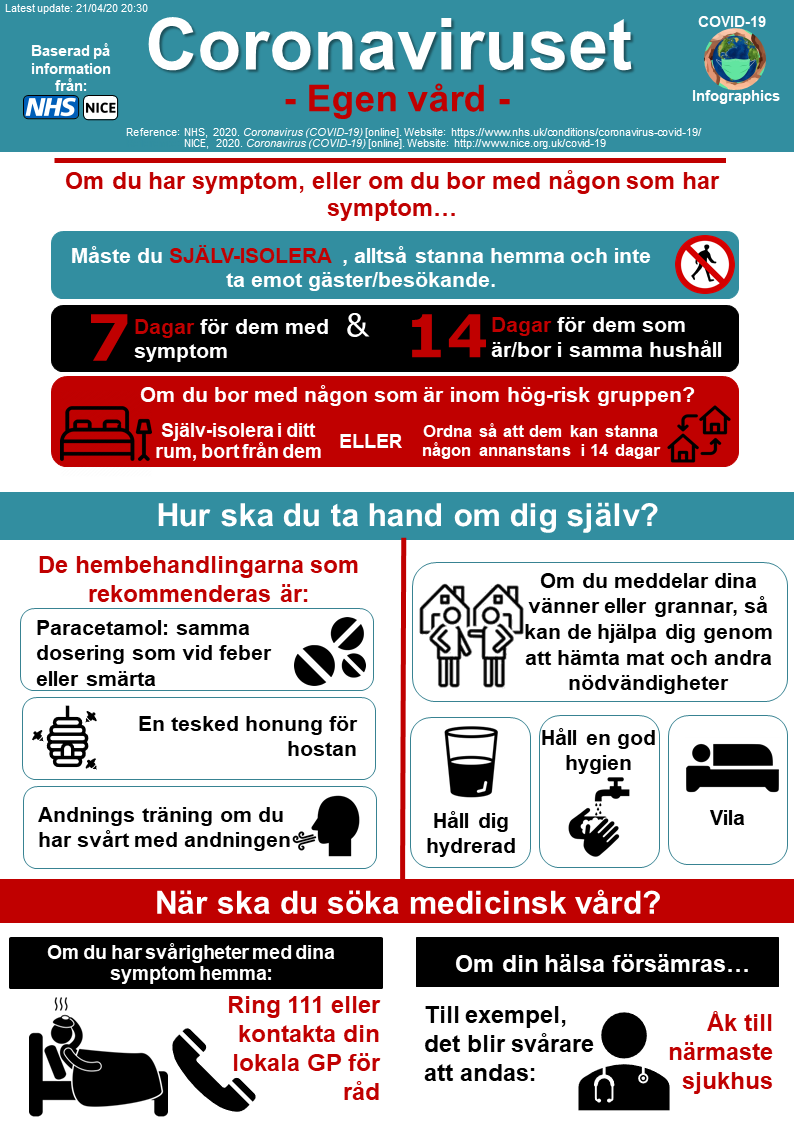 Latest update: 21/04/20 20:30
Baserad på
information
från:
NHS NICE
Coronaviruset
- Egen vård -
COVID-19
Infographics
Reference: NHS, 2020. Coronavirus (COVID-19) [online]. Website: https://www.nhs.uk/conditions/coronavirus-covid-19/
NICE, 2020. Coronavirus (COVID-19) [online]. Website: http://www.nice.org.uk/covid-19
Om du har symptom, eller om du bor med någon som har
symptom…
Måste du SJÄLV-ISOLERA , alltså stanna hemma och inte
ta emot gäster/besökande.
7 Dagar för dem med
symptom
&
14 Dagar för dem som
är/bor i samma hushåll
Om du bor med någon som är inom hög-risk gruppen?
Själv-isolera i ditt
rum, bort från dem
ELLER
Ordna så att dem kan stanna
någon annanstans i 14 dagar
Hur ska du ta hand om dig själv?
De hembehandlingarna som
rekommenderas är:
Paracetamol: samma
dosering som vid feber
eller smärta
En tesked honung för
hostan
Andnings träning om du
har svårt med andningen
Om du meddelar dina
vänner eller grannar, så
kan de hjälpa dig genom
att hämta mat och andra
nödvändigheter
Håll dig
hydrerad
Håll en god
hygien
Vila
När ska du söka medicinsk vård?
Om du har svårigheter med dina
symptom hemma:
Ring 111 eller
kontakta din
lokala GP för
råd
Om din hälsa försämras…
Till exempel,
det blir svårare
att andas:
Åk till
närmaste
sjukhus